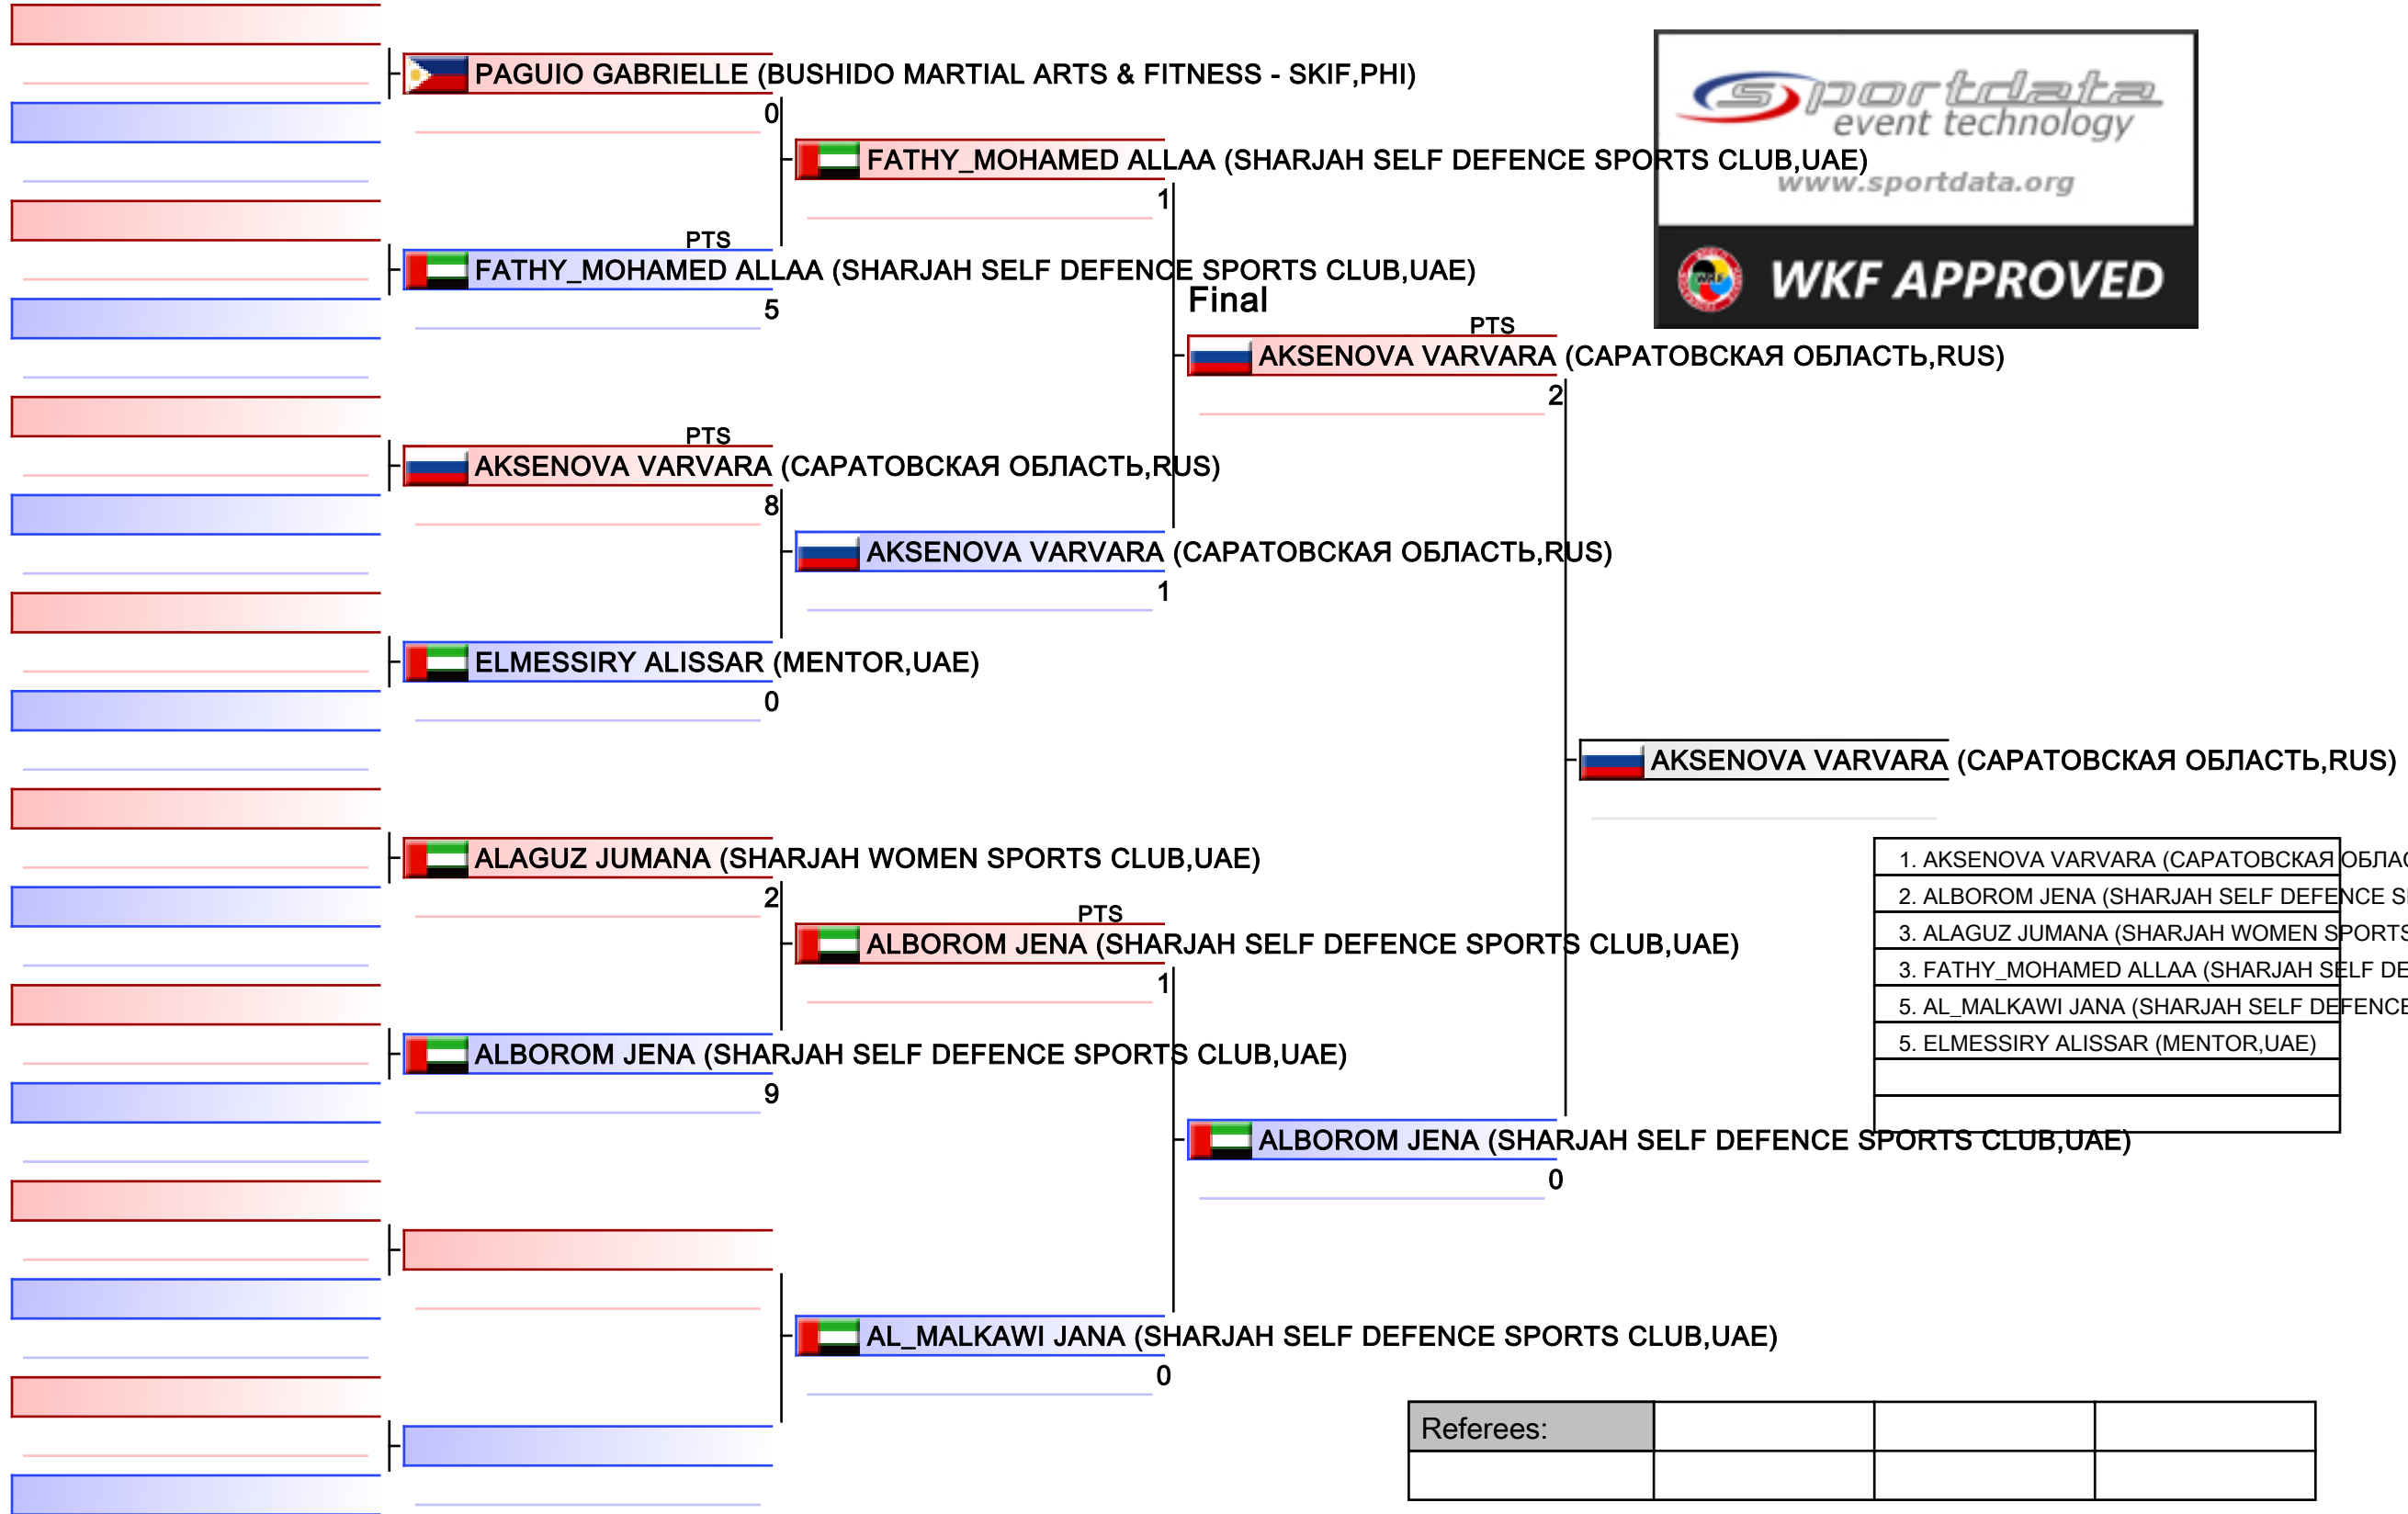 PAGUIO GABRIELLE (BUSHIDO MARTIAL ARTS & FITNESS - SKIF,PHI)
0
sportdata
event technology
www.sportdata.org
WKF APPROVED
FATHY_MOHAMED ALLAA (SHARJAH SELF DEFENCE SPORTS CLUB,UAE)
1
PTS
FATHY_MOHAMED ALLAA (SHARJAH SELF DEFENCE SPORTS CLUB,UAE)
5
Final
PTS
AKSENOVA VARVARA (САРАТОВСКАЯ ОБЛАСТЬ,RUS)
2
PTS
AKSENOVA VARVARA (САРАТОВСКАЯ ОБЛАСТЬ,RUS)
8
AKSENOVA VARVARA (САРАТОВСКАЯ ОБЛАСТЬ,RUS)
1
ELMESSIRY ALISSAR (MENTOR,UAE)
0
AKSENOVA VARVARA (САРАТОВСКАЯ ОБЛАСТЬ,RUS)
ALAGUZ JUMANA (SHARJAH WOMEN SPORTS CLUB,UAE)
2
PTS
ALBOROM JENA (SHARJAH SELF DEFENCE SPORTS CLUB,UAE)
1
ALBOROM JENA (SHARJAH SELF DEFENCE SPORTS CLUB,UAE)
9
1. AKSENOVA VARVARA (САРАТОВСКАЯ ОБЛАС
2. ALBOROM JENA (SHARJAH SELF DEFENCE S
3. ALAGUZ JUMANA (SHARJAH WOMEN SPORTS
3. FATHY_MOHAMED ALLAA (SHARJAH SELF DE
5. AL_MALKAWI JANA (SHARJAH SELF DEFENCE
5. ELMESSIRY ALISSAR (MENTOR,UAE)
ALBOROM JENA (SHARJAH SELF DEFENCE SPORTS CLUB,UAE)
0
AL_MALKAWI JANA (SHARJAH SELF DEFENCE SPORTS CLUB,UAE)
0
Referees: